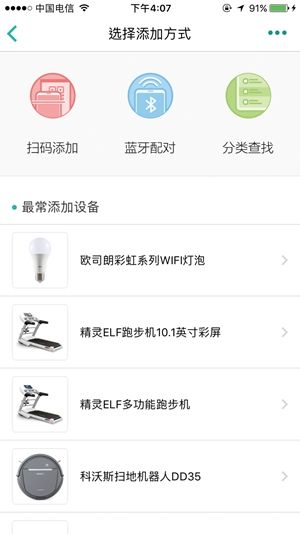 中国电信
下午4:07
91%
选择添加方式
扫码添加
蓝牙配对
分类查找
最常添加设备
欧司朗彩虹系列WIFI灯泡
精灵ELF跑步机10.1英寸彩屏
精灵ELF多功能跑步机
科沃斯扫地机器人DD35